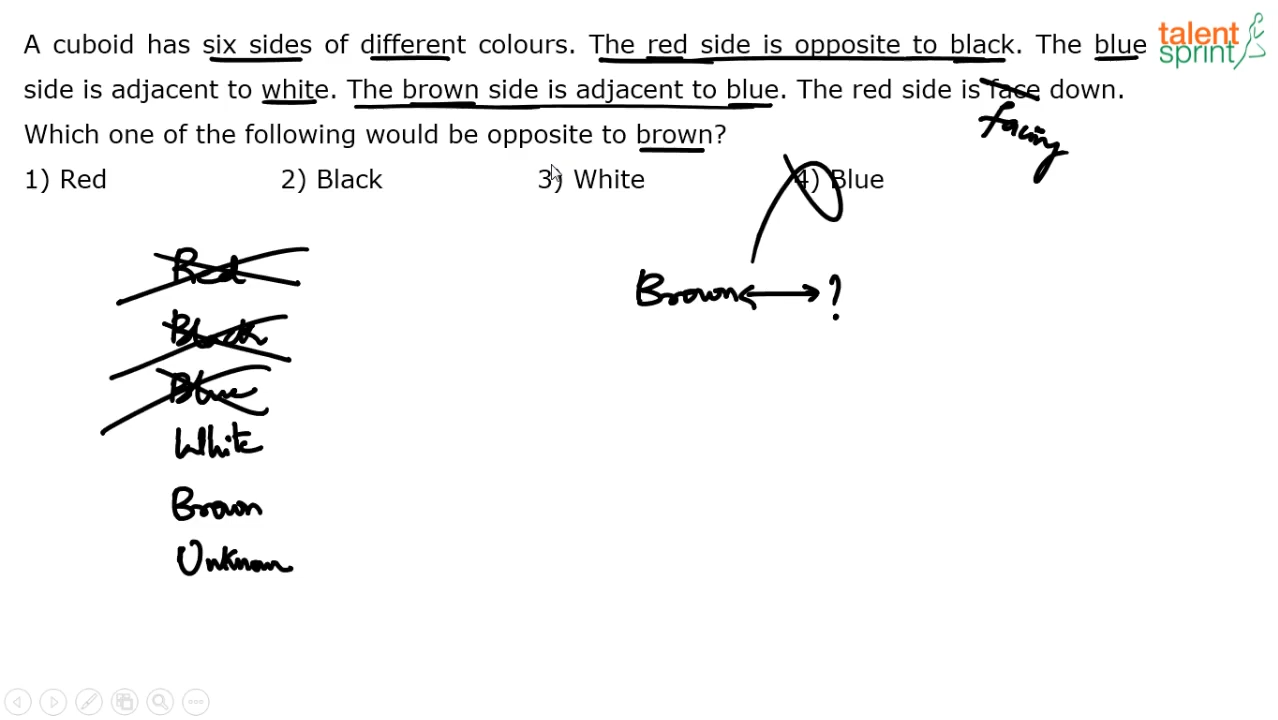 A cuboid has six sides of different colours. The red side is opposite to black. The blue
side is adjacent to white. The brown side is adjacent to blue. The red side is face down.
facing
Which one of the following would be opposite to brown?
1) Red 2) Black 3) White 4) Blue
talent
sprint
Red
Black
Blue
White
Brown
Unknown
Brown ↔ ?